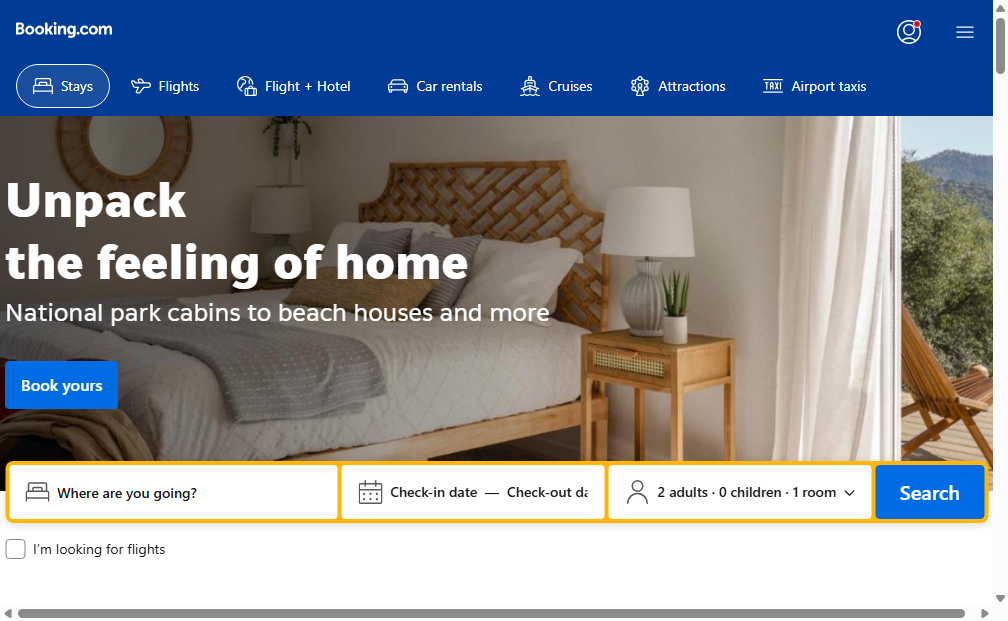 Booking.com
Stays
Flights
Flight + Hotel
Car rentals
Cruises
Attractions
TAXI
Airport taxis
Unpack
the feeling of home
National park cabins to beach houses and more
Book yours
Where are you going?
Check-in date — Check-out da
2 adults · 0 children · 1 room
Search
I'm looking for flights